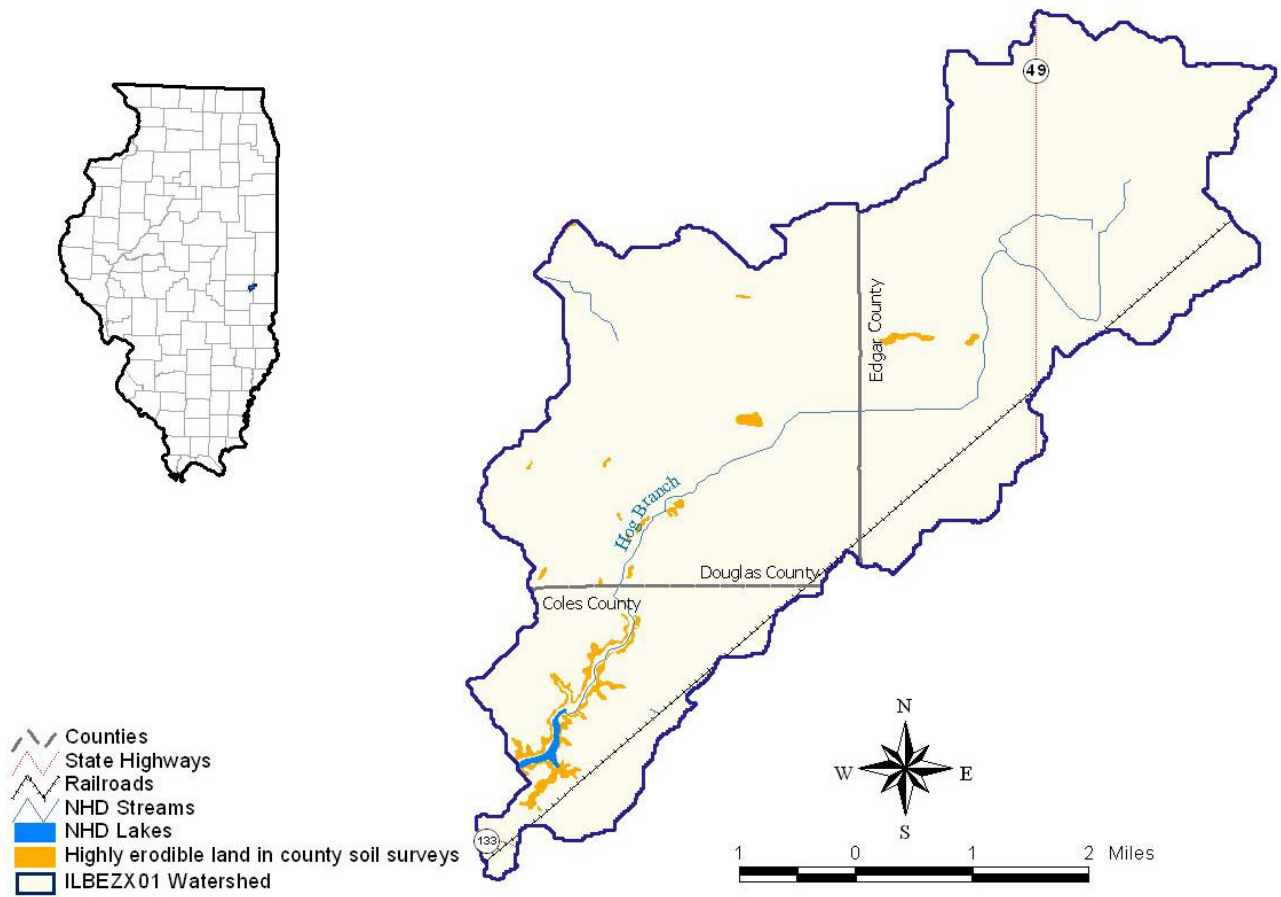 49
Edgar County
Hog Branch
Douglas County
Coles County
133
N
W E
S
Counties
State Highways
Railroads
NHD Streams
NHD Lakes
Highly erodible land in county soil surveys
ILBEZX01 Watershed
1 0 1 2 Miles